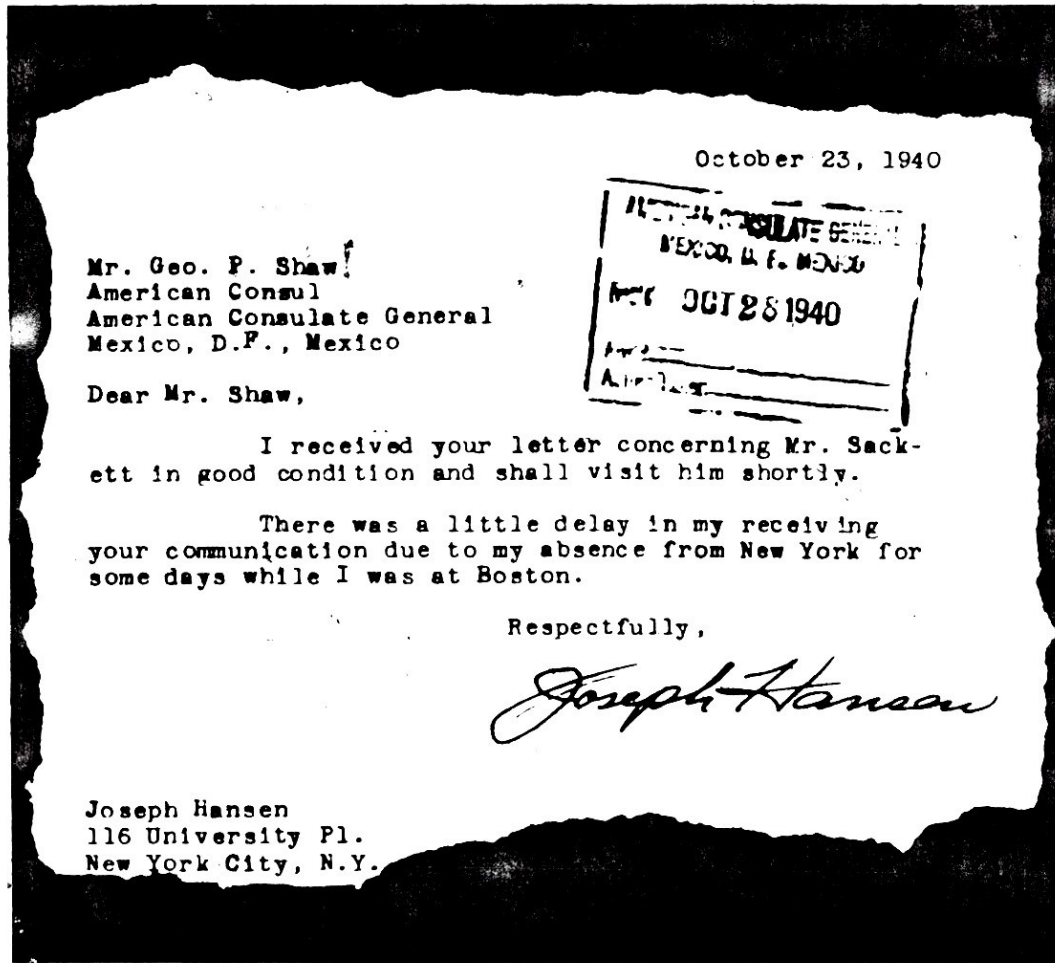 October 23, 1940
CONSULATE GENERAL
MEXICO, D. F. MEXICO
OCT 28 1940
Mr. Geo. P. Shaw
American Consul
American Consulate General
Mexico, D.F., Mexico
Dear Mr. Shaw,
I received your letter concerning Mr. Sack-
ett in good condition and shall visit him shortly.
There was a little delay in my receiving
your communication due to my absence from New York for
some days while I was at Boston.
Respectfully,
Joseph Hansen
Joseph Hansen
116 University Pl.
New York City, N.Y.